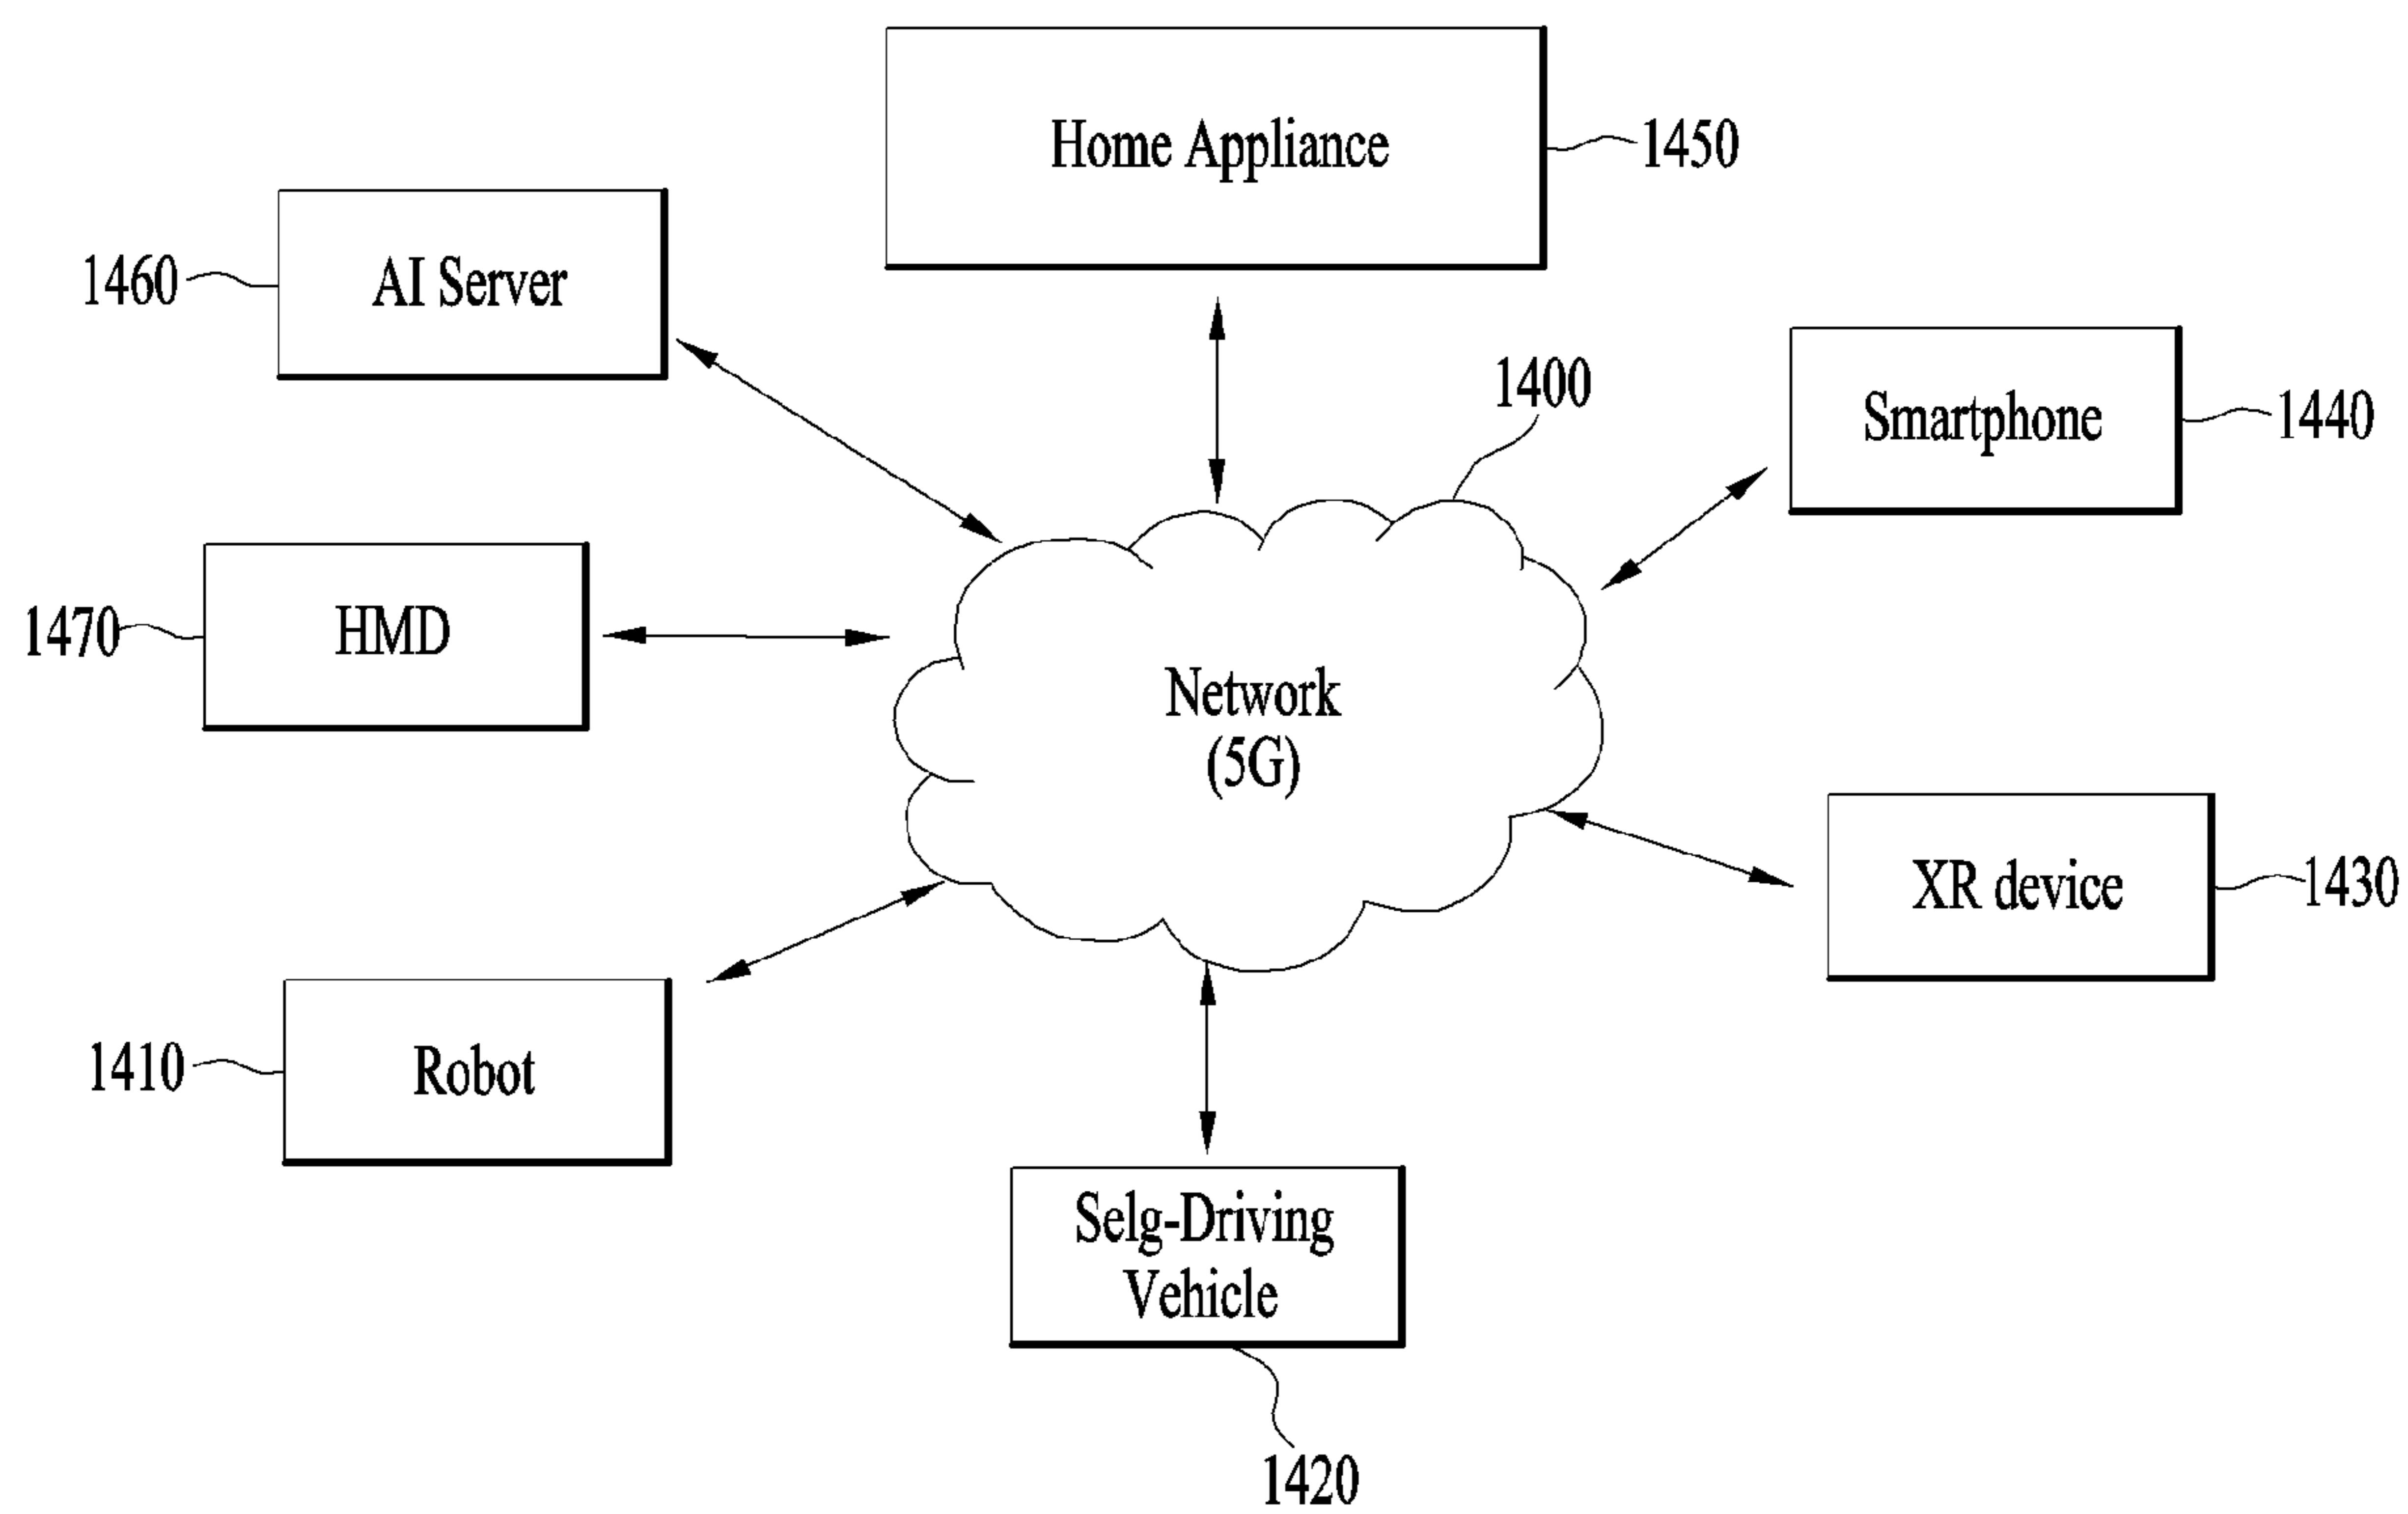 Home Appliance
1450
AI Server
1460
1400
Smartphone
1440
HMD
1470
Network
(5G)
XR device
1430
Robot
1410
Selg-Driving
Vehicle
1420